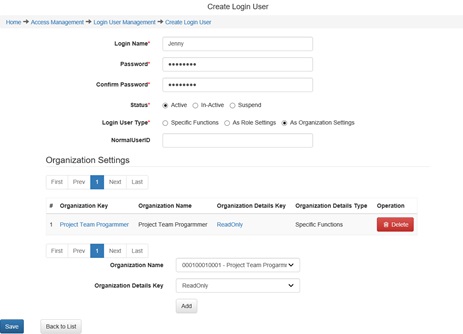 Create Login User
Home → Access Management → Login User Management → Create Login User
Login Name* Jenny
Password* ●●●●●●●●
Confirm Password* ●●●●●●●●
Status* Active In-Active Suspend
Login User Type* Specific Functions As Role Settings As Organization Settings
NormalUserID
Organization Settings
First Prev 1 Next Last
# Organization Key Organization Name Organization Details Key Organization Details Type Operation
1 Project Team Progarmmer Project Team Progarmmer ReadOnly Specific Functions Delete
First Prev 1 Next Last
Organization Name 000100010001 - Project Team Progarmm
Organization Details Key ReadOnly
Add
Save Back to List